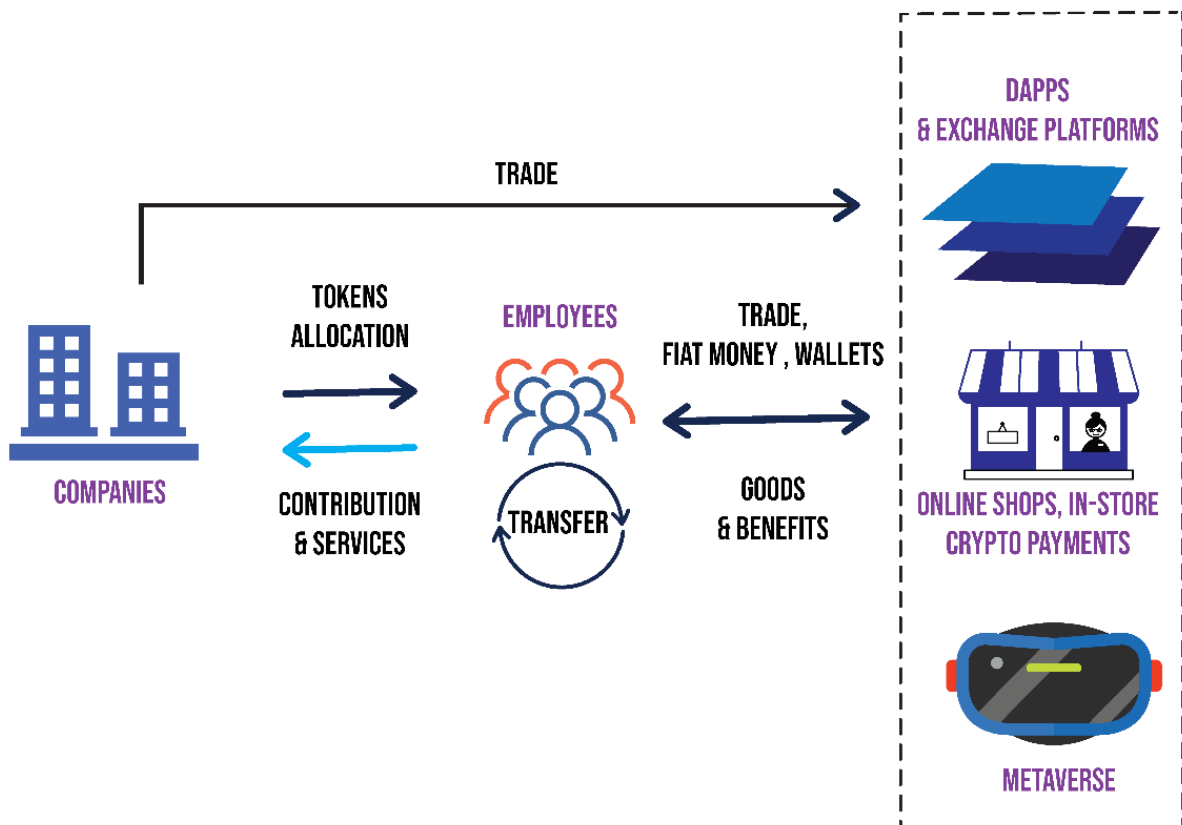 DAPPS
& EXCHANGE PLATFORMS
TRADE
TOKENS
ALLOCATION
EMPLOYEES
TRADE,
FIAT MONEY , WALLETS
COMPANIES
CONTRIBUTION
& SERVICES
TRANSFER
GOODS
& BENEFITS
ONLINE SHOPS, IN-STORE
CRYPTO PAYMENTS
METAVERSE